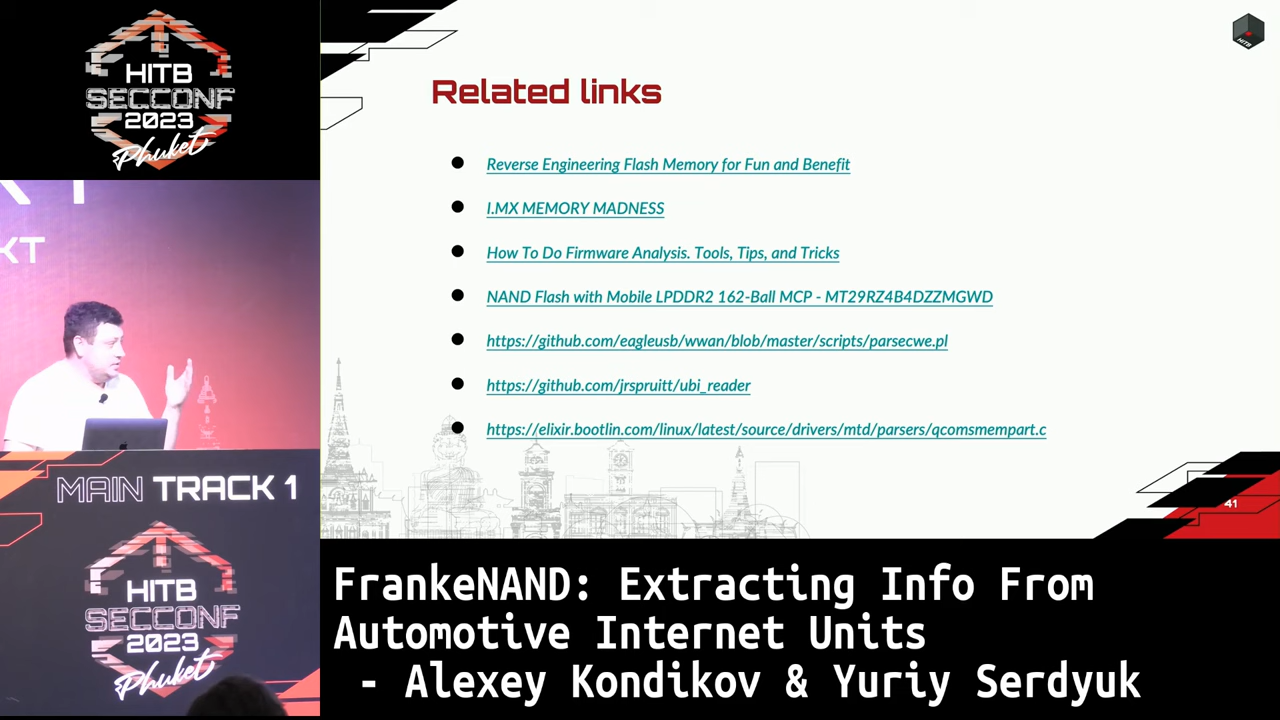 HITB
SECCONF
2023
Phuket
KT
MAIN TRACK 1
HITB
SECCONF
2023
Phuket
HITB
Related links
Reverse Engineering Flash Memory for Fun and Benefit
I.MX MEMORY MADNESS
How To Do Firmware Analysis. Tools, Tips, and Tricks
NAND Flash with Mobile LPDDR2 162-Ball MCP - MT29RZ4B4DZZMGWD
https://github.com/eagleusb/wwan/blob/master/scripts/parsecwe.pl
https://github.com/jrspruitt/ubi_reader
https://elixir.bootlin.com/linux/latest/source/drivers/mtd/parsers/qcomsmempart.c
41
FrankeNAND: Extracting Info From
Automotive Internet Units
- Alexey Kondikov & Yuriy Serdyuk